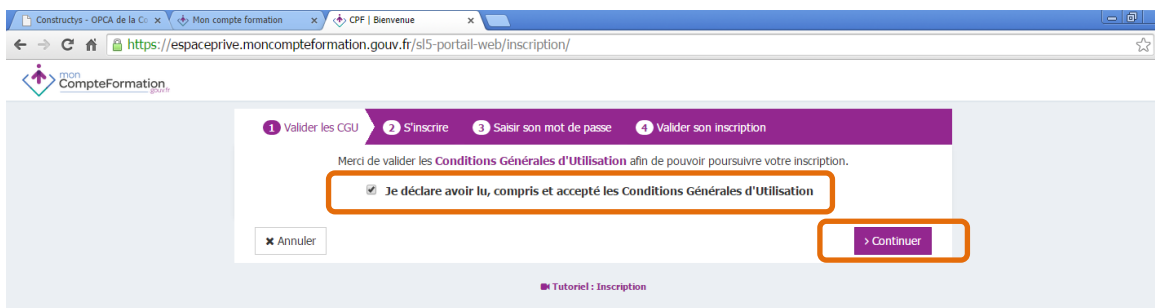 Constructys - OPCA de la Co Mon compte formation CPF | Bienvenue
https://espaceprive.moncompteformation.gouv.fr/sl5-portail-web/inscription/
mon
CompteFormation
gouv.fr
1 Valider les CGU 2 S'inscrire 3 Saisir son mot de passe 4 Valider son inscription
Merci de valider les Conditions Générales d'Utilisation afin de pouvoir poursuivre votre inscription.
Je déclare avoir lu, compris et accepté les Conditions Générales d'Utilisation
Annuler > Continuer
Tutoriel : Inscription